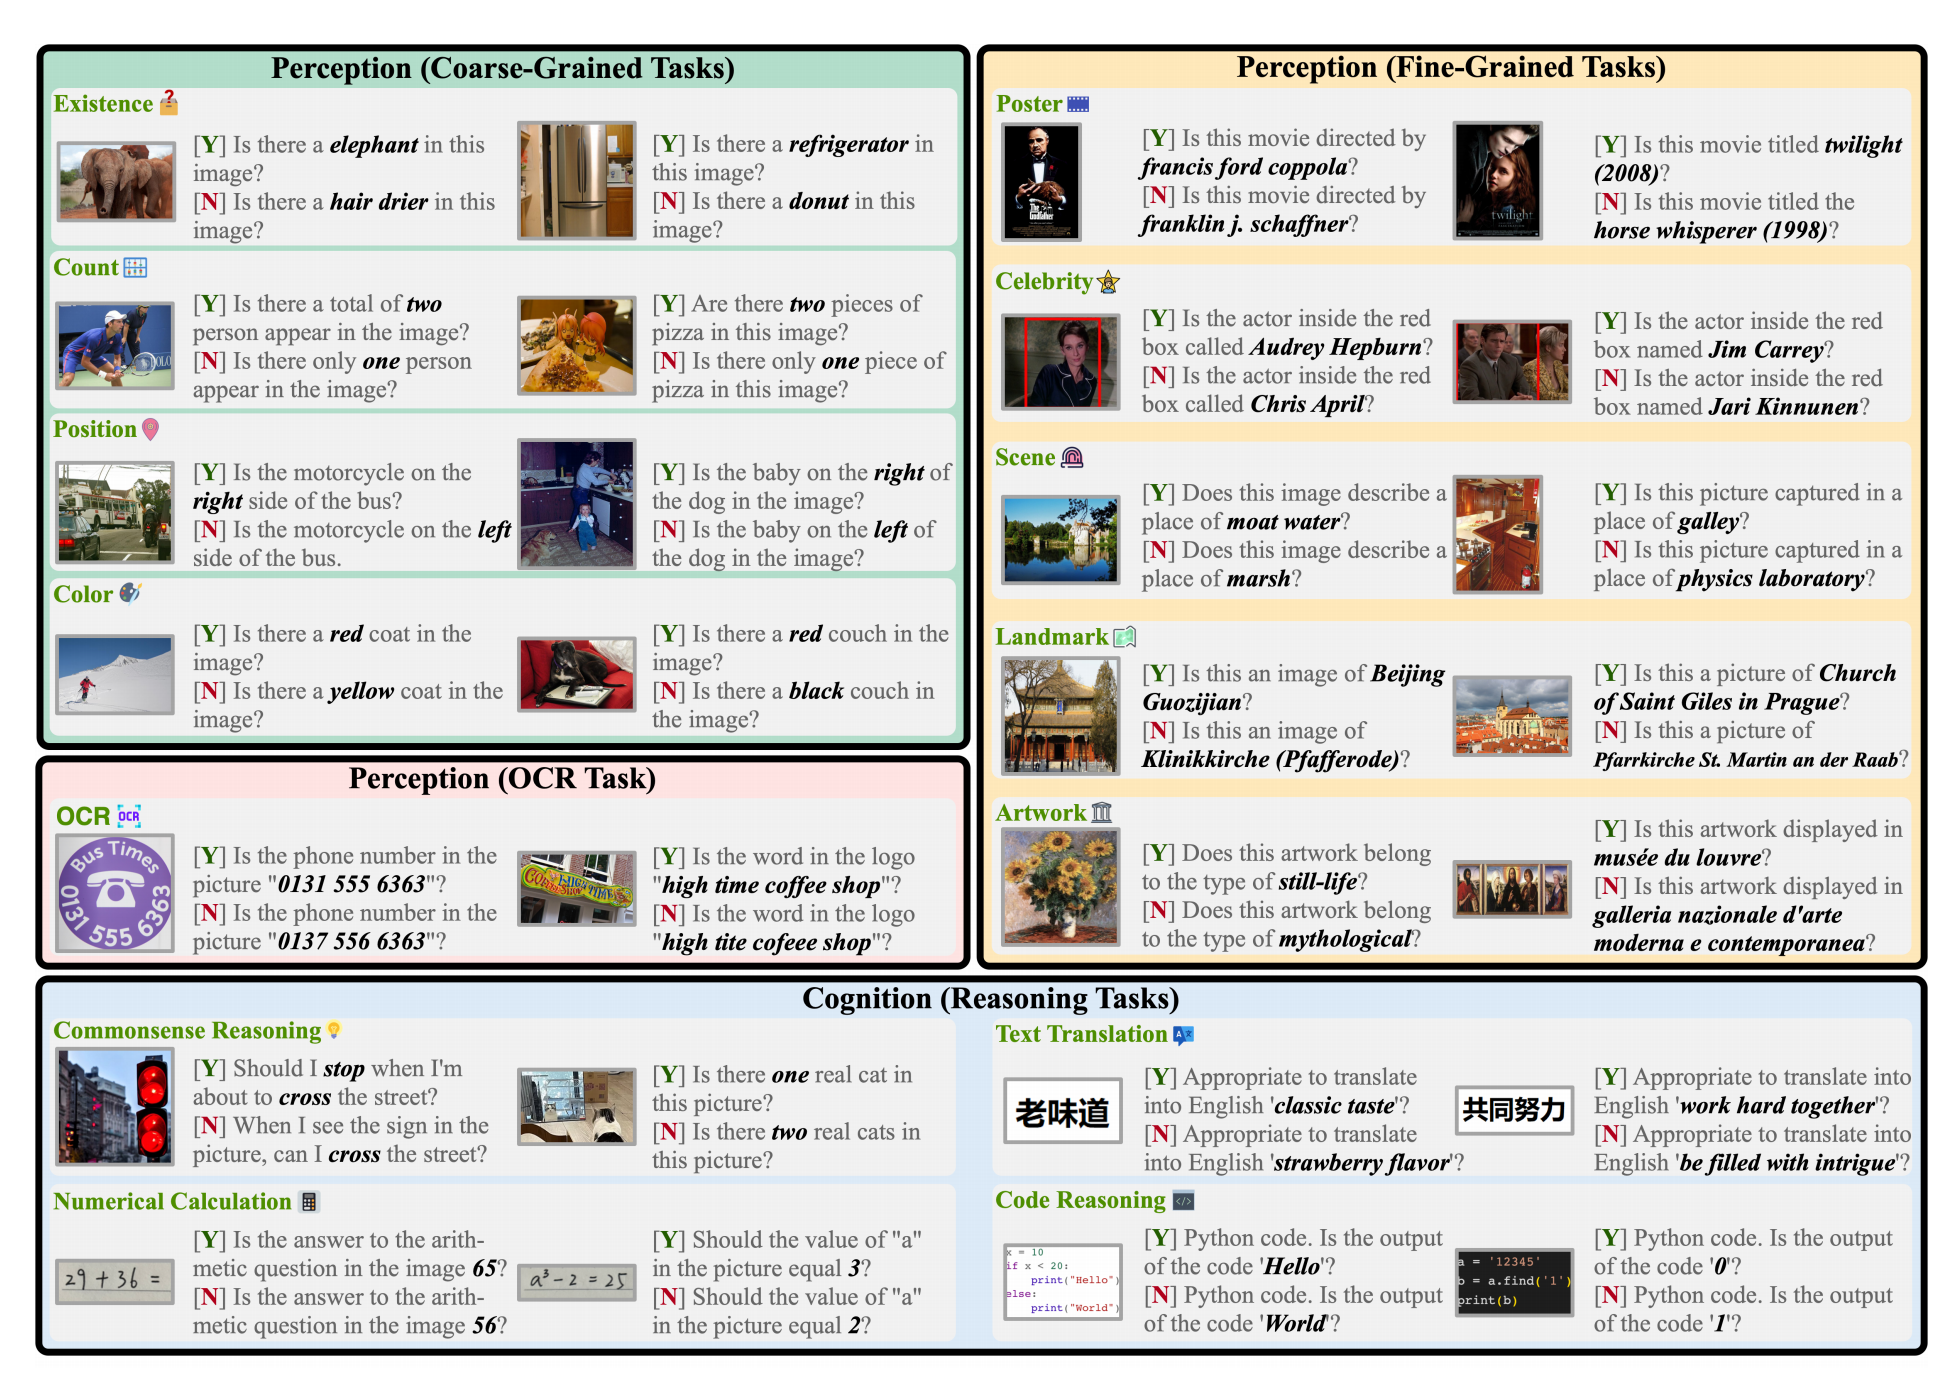 Perception (Coarse-Grained Tasks)
Existence
[Y] Is there a elephant in this
image?
[N] Is there a hair drier in this
image?
[Y] Is there a refrigerator in
this image?
[N] Is there a donut in this
image?
Count
[Y] Is there a total of two
person appear in the image?
[N] Is there only one person
appear in the image?
[Y] Are there two pieces of
pizza in this image?
[N] Is there only one piece of
pizza in this image?
Position
[Y] Is the motorcycle on the
right side of the bus?
[N] Is the motorcycle on the left
side of the bus.
[Y] Is the baby on the right of
the dog in the image?
[N] Is the baby on the left of
the dog in the image?
Color
[Y] Is there a red coat in the
image?
[N] Is there a yellow coat in the
image?
[Y] Is there a red couch in the
image?
[N] Is there a black couch in
the image?
Perception (OCR Task)
OCR
OCR
Bus Times
0131 555 6363
[Y] Is the phone number in the
picture "0131 555 6363"?
[N] Is the phone number in the
picture "0137 556 6363"?
[Y] Is the word in the logo
"high time coffee shop"?
[N] Is the word in the logo
"high tite cofeee shop"?
Perception (Fine-Grained Tasks)
Poster
The
Godfather
[Y] Is this movie directed by
francis ford coppola?
[N] Is this movie directed by
franklin j. schaffner?
twilight
[Y] Is this movie titled twilight
(2008)?
[N] Is this movie titled the
horse whisperer (1998)?
Celebrity
[Y] Is the actor inside the red
box called Audrey Hepburn?
[N] Is the actor inside the red
box called Chris April?
[Y] Is the actor inside the red
box named Jim Carrey?
[N] Is the actor inside the red
box named Jari Kinnunen?
Scene
[Y] Does this image describe a
place of moat water?
[N] Does this image describe a
place of marsh?
[Y] Is this picture captured in a
place of galley?
[N] Is this picture captured in a
place of physics laboratory?
Landmark
[Y] Is this an image of Beijing
Guozijian?
[N] Is this an image of
Klinikkirche (Pfafferode)?
[Y] Is this a picture of Church
of Saint Giles in Prague?
[N] Is this a picture of
Pfarrkirche St. Martin an der Raab?
Artwork
[Y] Does this artwork belong
to the type of still-life?
[N] Does this artwork belong
to the type of mythological?
[Y] Is this artwork displayed in
musée du louvre?
[N] Is this artwork displayed in
galleria nazionale d'arte
moderna e contemporanea?
Cognition (Reasoning Tasks)
Commonsense Reasoning
[Y] Should I stop when I'm
about to cross the street?
[N] When I see the sign in the
picture, can I cross the street?
[Y] Is there one real cat in
this picture?
[N] Is there two real cats in
this picture?
Numerical Calculation
29 + 36 =
[Y] Is the answer to the arith-
metic question in the image 65?
[N] Is the answer to the arith-
metic question in the image 56?
a³ - 2 = 25
[Y] Should the value of "a"
in the picture equal 3?
[N] Should the value of "a"
in the picture equal 2?
Text Translation
老味道
[Y] Appropriate to translate
into English 'classic taste'?
[N] Appropriate to translate
into English 'strawberry flavor'?
共同努力
[Y] Appropriate to translate into
English 'work hard together'?
[N] Appropriate to translate into
English 'be filled with intrigue'?
Code Reasoning
x = 10
if x < 20:
print("Hello")
else:
print("World")
[Y] Python code. Is the output
of the code 'Hello'?
[N] Python code. Is the output
of the code 'World'?
a = '12345'
b = a.find('1')
print(b)
[Y] Python code. Is the output
of the code '0'?
[N] Python code. Is the output
of the code '1'?